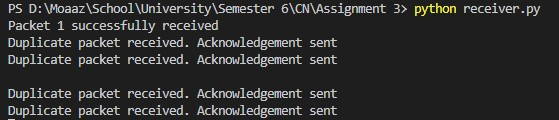 PS D:\Moaaz\School\University\Semester 6\CN\Assignment 3> python receiver.py
Packet 1 successfully received
Duplicate packet received. Acknowledgement sent
Duplicate packet received. Acknowledgement sent
Duplicate packet received. Acknowledgement sent
Duplicate packet received. Acknowledgement sent